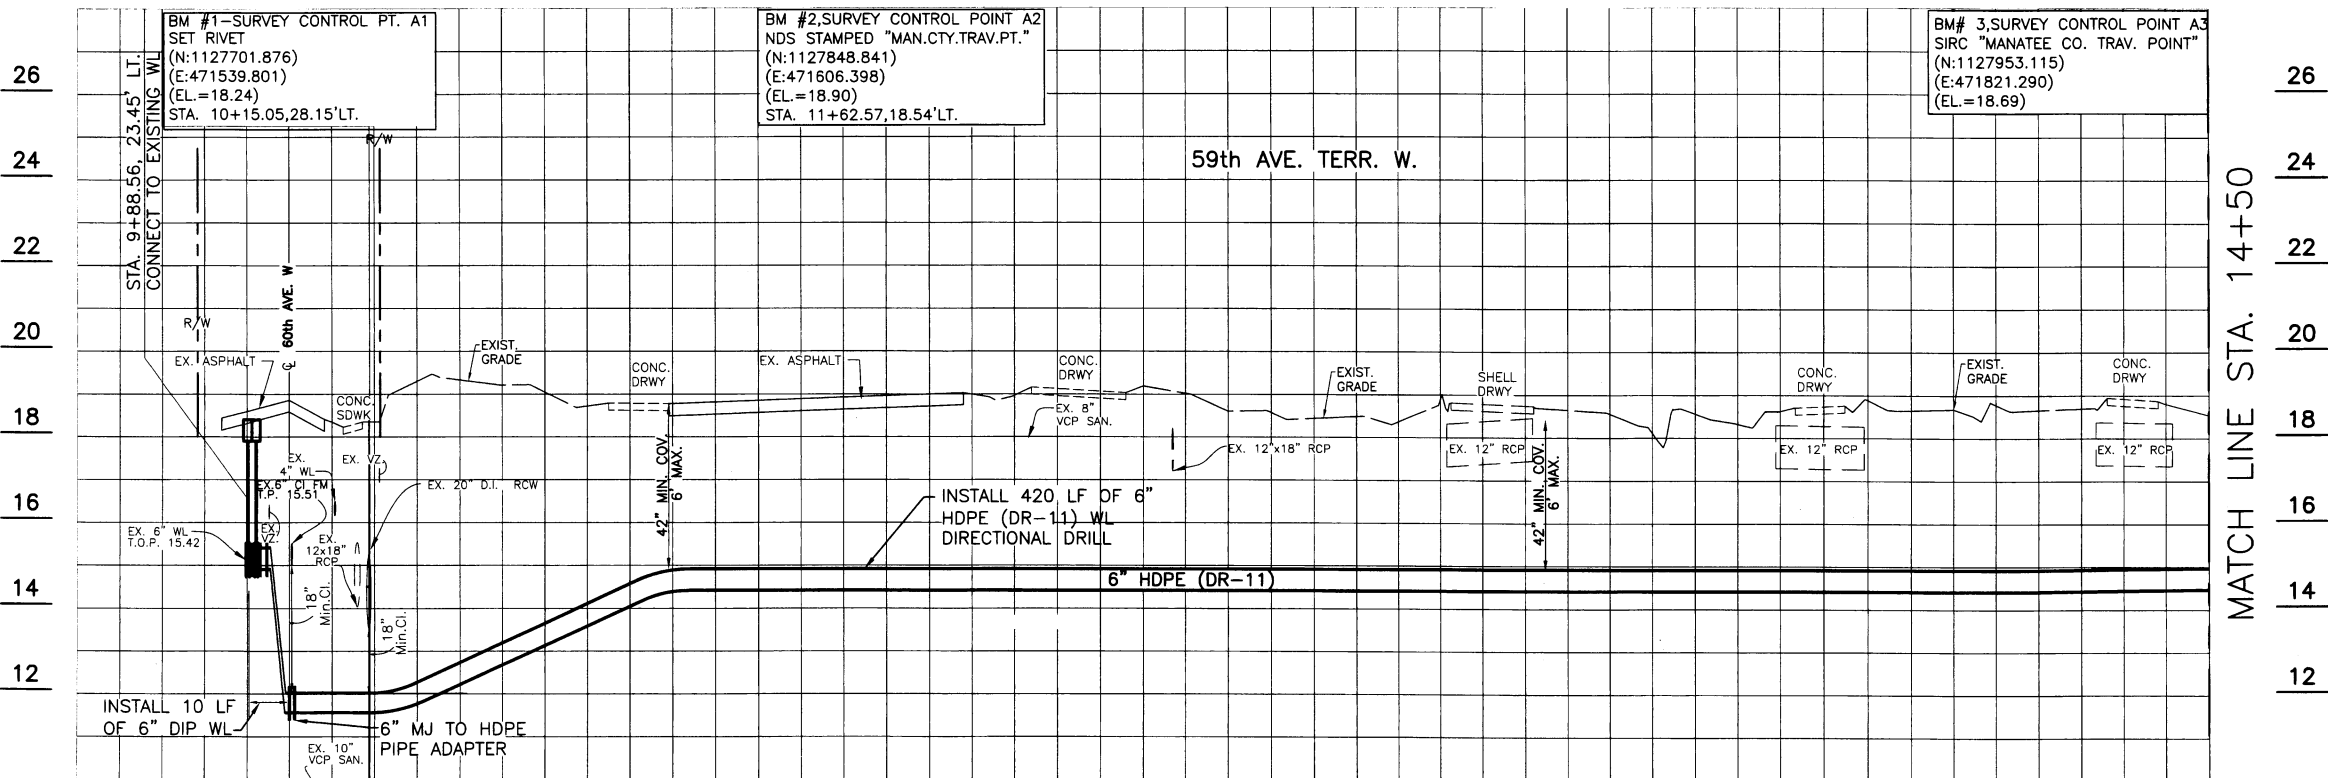 BM #1-SURVEY CONTROL PT. A1
SET RIVET
(N:1127701.876)
(E:471539.801)
(EL.=18.24)
STA. 10+15.05,28.15'LT.
BM #2,SURVEY CONTROL POINT A2
NDS STAMPED "MAN.CTY.TRAV.PT."
(N:1127848.841)
(E:471606.398)
(EL.=18.90)
STA. 11+62.57,18.54'LT.
BM# 3,SURVEY CONTROL POINT A3
SIRC "MANATEE CO. TRAV. POINT"
(N:1127953.115)
(E:471821.290)
(EL.=18.69)
STA. 9+88.56, 23.45' LT.
CONNECT TO EXISTING WL
26
24
22
20
18
16
14
12
26
24
22
20
18
16
14
12
R/W
R/W
59th AVE. TERR. W.
MATCH LINE STA. 14+50
℄ 60th AVE. W
EX. ASPHALT
EXIST.
GRADE
CONC.
SDWK
CONC.
DRWY
EX. ASPHALT
CONC.
DRWY
EX. 8"
VCP SAN.
EXIST.
GRADE
EX. 12"x18" RCP
SHELL
DRWY
EX. 12" RCP
CONC.
DRWY
EX. 12" RCP
EXIST.
GRADE
CONC.
DRWY
EX. 12" RCP
EX.
4" WL
EX. VZ.
EX.6" CI FM
T.P. 15.51
EX. 20" D.I. RCW
EX. 6" WL
T.O.P. 15.42
EX.
VZ.
EX.
12x18"
RCP
18"
Min.Cl.
18"
Min.Cl.
42" MIN. COV.
6' MAX.
INSTALL 420 LF OF 6"
HDPE (DR-11) WL
DIRECTIONAL DRILL
42" MIN. COV.
6' MAX.
6" HDPE (DR-11)
INSTALL 10 LF
OF 6" DIP WL
6" MJ TO HDPE
PIPE ADAPTER
EX. 10"
VCP SAN.